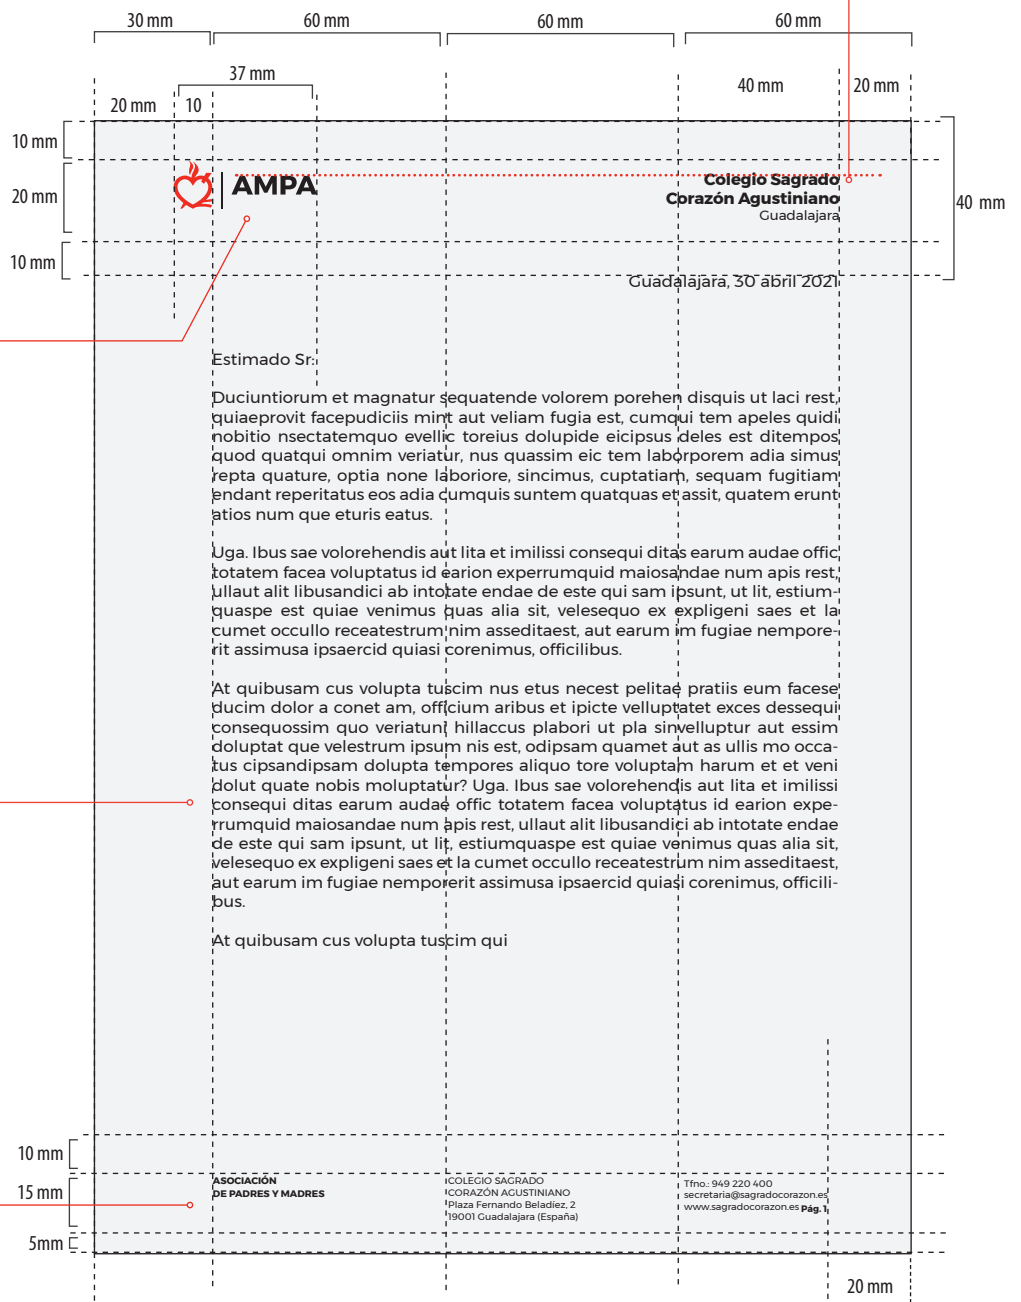 30 mm
60 mm
60 mm
60 mm
37 mm
40 mm
20 mm
20 mm
10
10 mm
20 mm
10 mm
40 mm
AMPA
Colegio Sagrado
Corazón Agustiniano
Guadalajara
Guadalajara, 30 abril 2021
Estimado Sr:
Duciuntiorum et magnatur sequatende volorem porehen disquis ut laci rest,
quiaeprovit facepudiciis mint aut veliam fugia est, cumqui tem apeles quidi
nobitio nsectatemquo evellic toreius dolupide eicipsus deles est ditempos
quod quatqui omnim veriatur, nus quassim eic tem laborporem adia simus
repta quature, optia none laboriore, sincimus, cuptatiam, sequam fugitiam
endant reperitatus eos adia cumquis suntem quatquas et assit, quatem erunt
atios num que eturis eatus.
Uga. Ibus sae volorehendis aut lita et imilissi consequi ditas earum audae offic
totatem facea voluptatus id earion experrumquid maiosandae num apis rest,
ullaut alit libusandici ab intotate endae de este qui sam ipsunt, ut lit, estium-
quaspe est quiae venimus quas alia sit, velesequo ex expligeni saes et la
cumet occullo receatestrum nim asseditaest, aut earum im fugiae nempore-
rit assimusa ipsaercid quiasi corenimus, officilibus.
At quibusam cus volupta tuscim nus etus necest pelitae pratiis eum facese
ducim dolor a conet am, officium aribus et ipicte velluptatet exces dessequi
consequossim quo veriatuni hillaccus plabori ut pla sinvelluptur aut essim
doluptat que velestrum ipsum nis est, odipsam quamet aut as ullis mo occa-
tus cipsandipsam dolupta tempores aliquo tore voluptam harum et et veni
dolut quate nobis moluptatur? Uga. Ibus sae volorehendis aut lita et imilissi
consequi ditas earum audae offic totatem facea voluptatus id earion expe-
rrumquid maiosandae num apis rest, ullaut alit libusandici ab intotate endae
de este qui sam ipsunt, ut lit, estiumquaspe est quiae venimus quas alia sit,
velesequo ex expligeni saes et la cumet occullo receatestrum nim asseditaest,
aut earum im fugiae nemporerit assimusa ipsaercid quiasi corenimus, officili-
bus.
At quibusam cus volupta tuscim qui
10 mm
15 mm
5mm
ASOCIACIÓN
DE PADRES Y MADRES
COLEGIO SAGRADO
CORAZÓN AGUSTINIANO
Plaza Fernando Beladíez, 2
19001 Guadalajara (España)
Tfno.: 949 220 400
secretaria@sagradocorazon.es
www.sagradocorazon.es
Pág. 1
20 mm